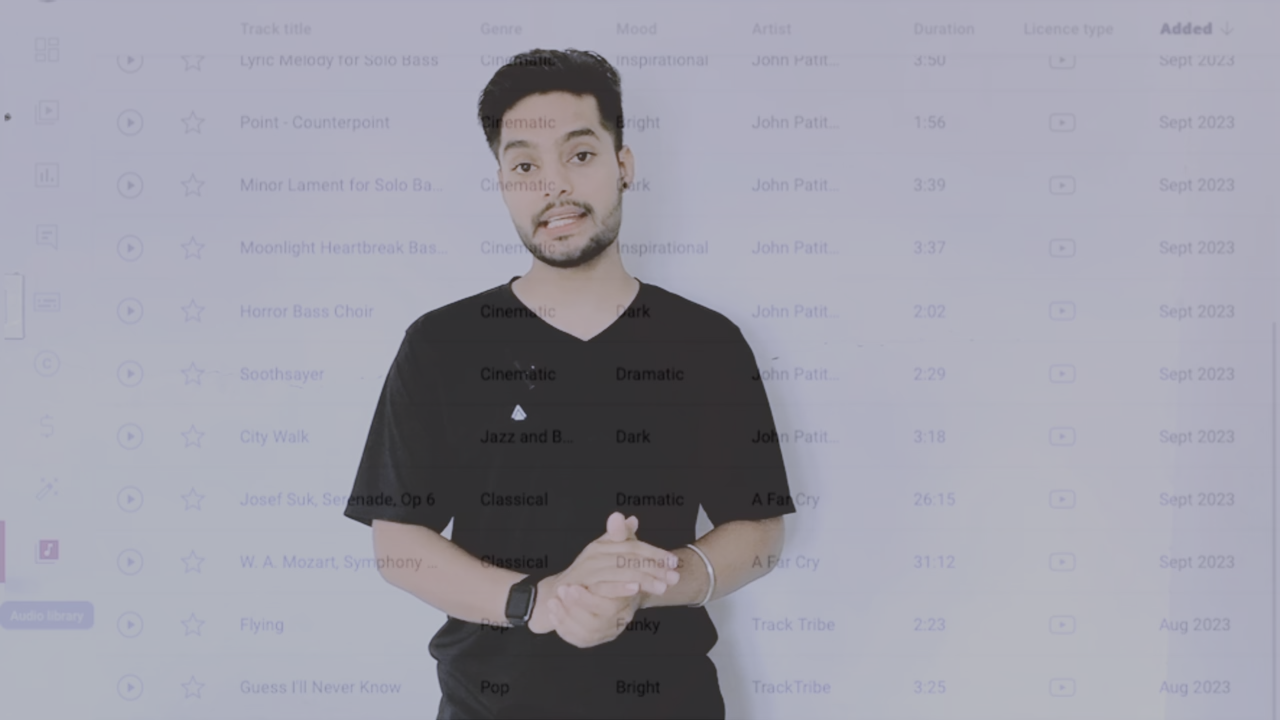 Track title Genre Mood Artist Duration Licence type Added
Lyric Melody for Solo Bass Cinematic Inspirational John Patit... 3:50 Sept 2023
Point - Counterpoint Cinematic Bright John Patit... 1:56 Sept 2023
Minor Lament for Solo Ba... Cinematic Dark John Patit... 3:39 Sept 2023
Moonlight Heartbreak Bas... Cinematic Inspirational John Patit... 3:37 Sept 2023
Horror Bass Choir Cinematic Dark John Patit... 2:02 Sept 2023
Soothsayer Cinematic Dramatic John Patit... 2:29 Sept 2023
City Walk Jazz and B... Dark John Patit... 3:18 Sept 2023
Josef Suk, Serenade, Op 6 Classical Dramatic A Far Cry 26:15 Sept 2023
W. A. Mozart, Symphony ... Classical Dramatic A Far Cry 31:12 Sept 2023
Audio library
Flying Pop Funky Track Tribe 2:23 Aug 2023
Guess I'll Never Know Pop Bright TrackTribe 3:25 Aug 2023